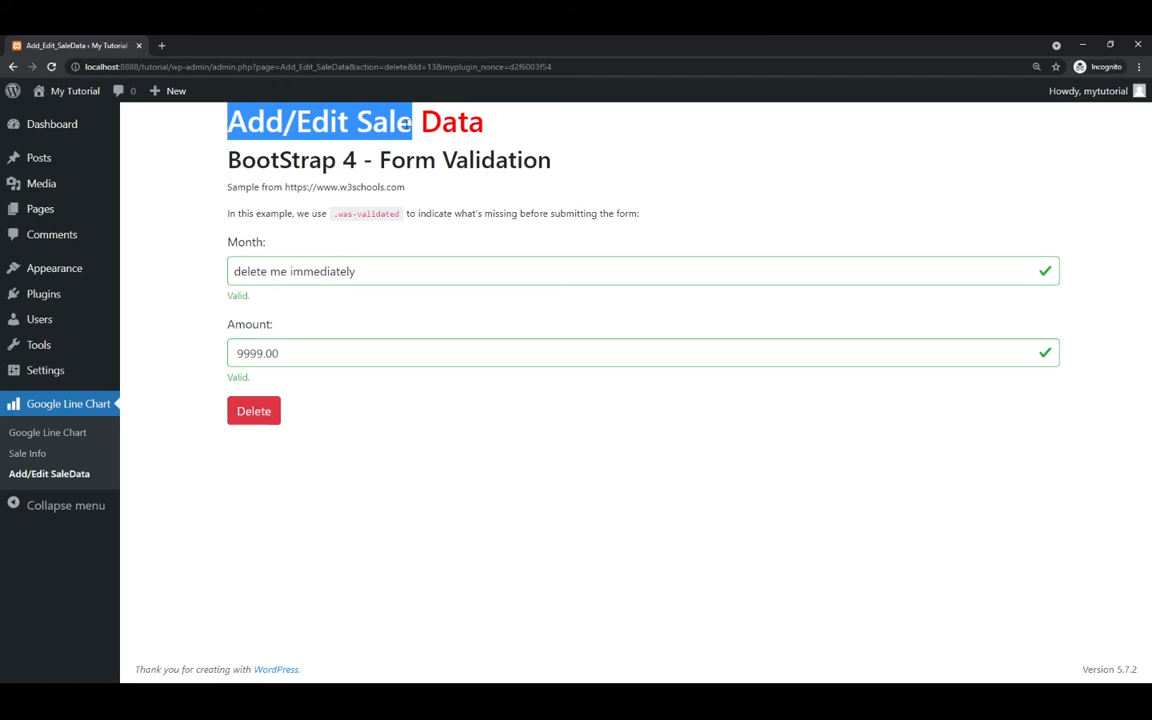 Add_Edit_SaleData ‹ My Tutorial
localhost:8888/tutorial/wp-admin/admin.php?page=Add_Edit_SaleData&action=delete&Id=13&myplugin_nonce=d2f6003f54
Incognito
My Tutorial
0
New
Howdy, mytutorial
Dashboard
Posts
Media
Pages
Comments
Appearance
Plugins
Users
Tools
Settings
Google Line Chart
Google Line Chart
Sale Info
Add/Edit SaleData
Collapse menu
Add/Edit Sale Data
BootStrap 4 - Form Validation
Sample from https://www.w3schools.com
In this example, we use .was-validated to indicate what's missing before submitting the form:
Month:
delete me immediately
Valid.
Amount:
9999.00
Valid.
Delete
Thank you for creating with WordPress.
Version 5.7.2